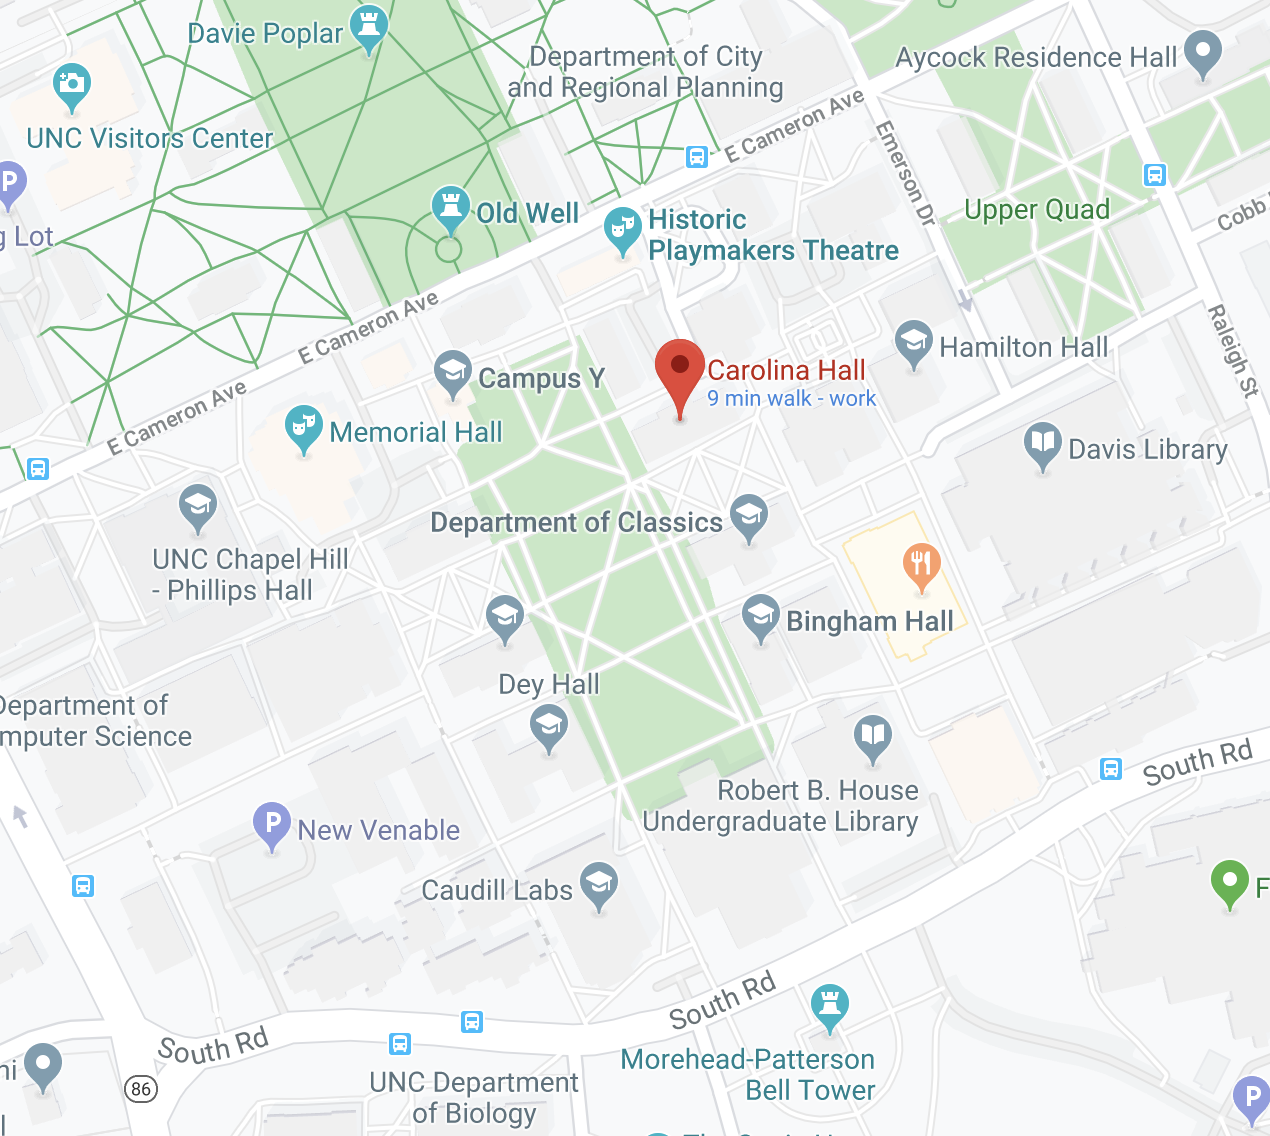 Davie Poplar
Department of City
and Regional Planning
Aycock Residence Hall
UNC Visitors Center
E Cameron Ave
Emerson Dr
P
g Lot
Old Well
Historic
Playmakers Theatre
Upper Quad
Cobb
E Cameron Ave
Raleigh St
Campus Y
Carolina Hall
9 min walk - work
Hamilton Hall
E Cameron Ave
Memorial Hall
Davis Library
Department of Classics
UNC Chapel Hill
- Phillips Hall
Bingham Hall
Dey Hall
Department of
mputer Science
South Rd
Robert B. House
Undergraduate Library
P
New Venable
Caudill Labs
F
South Rd
South Rd
Morehead-Patterson
Bell Tower
ni
86
UNC Department
of Biology
P
l